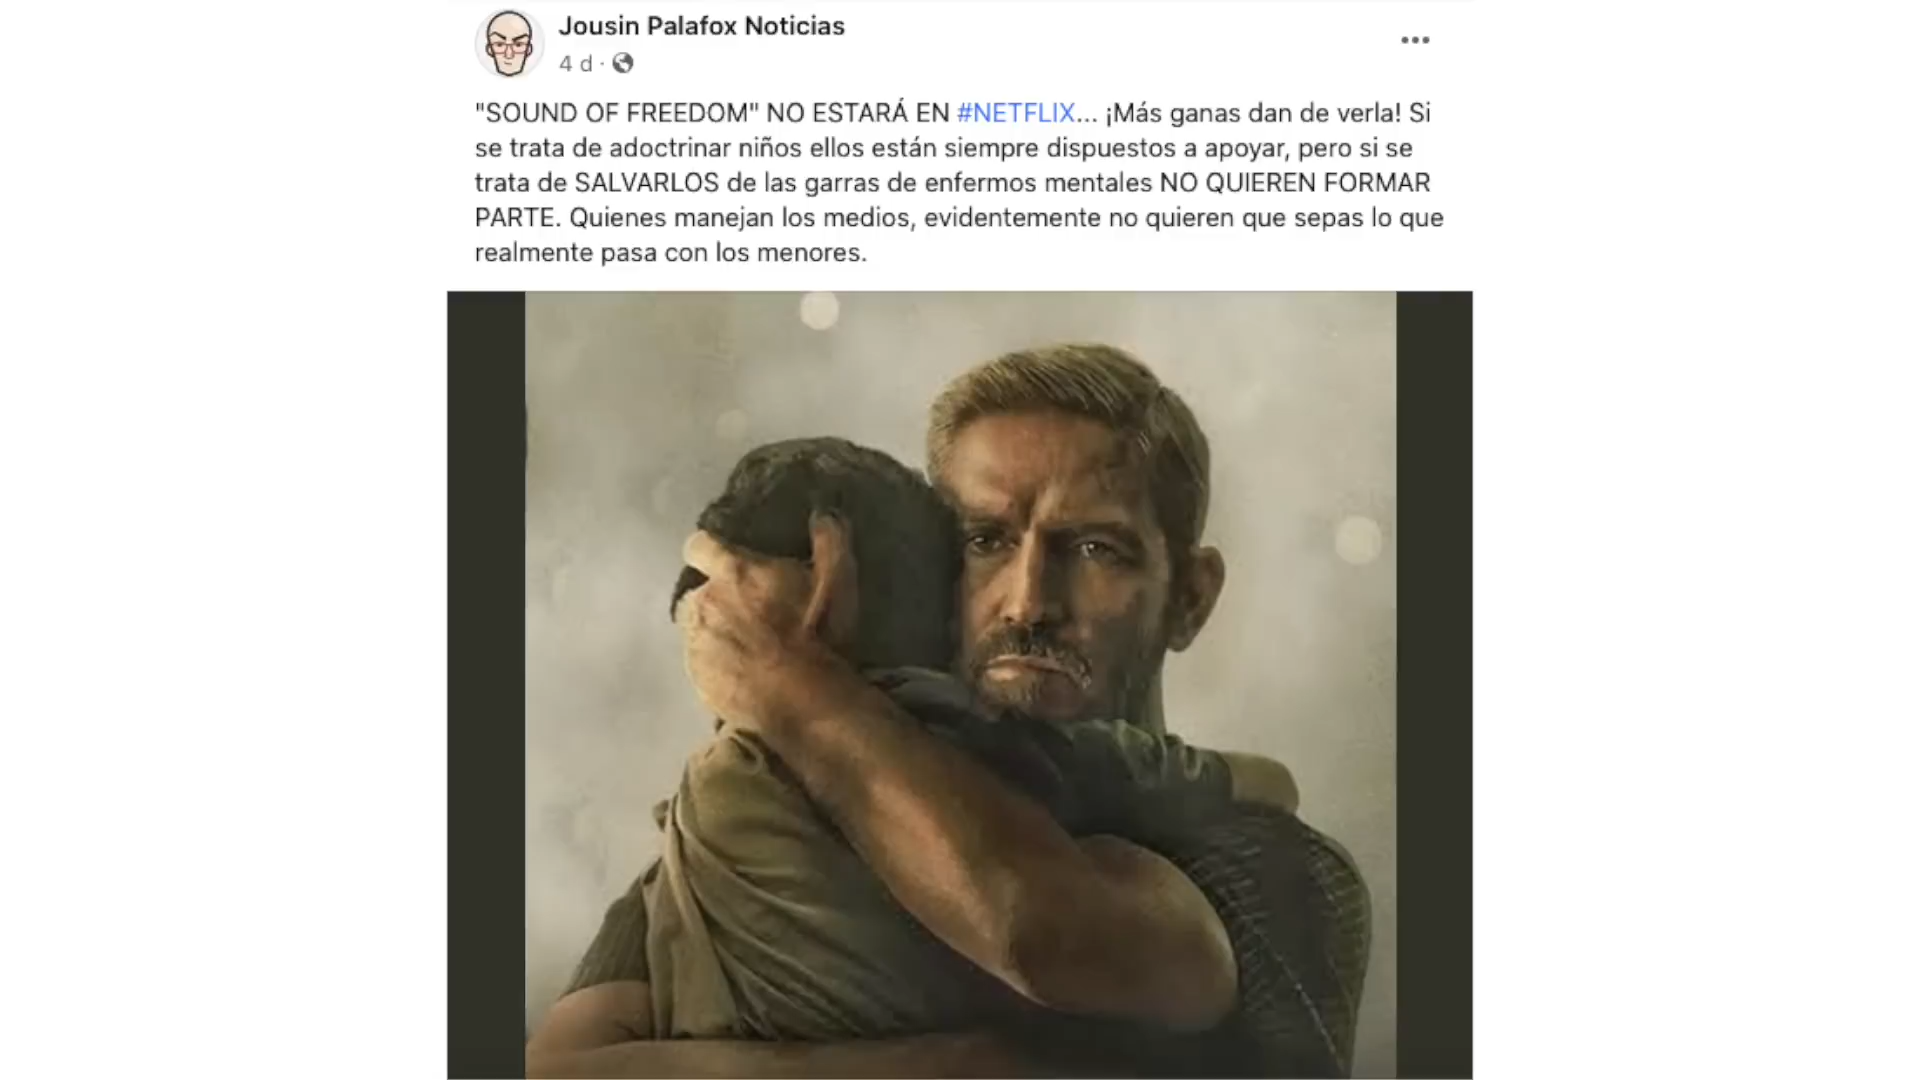 Jousin Palafox Noticias
4 d ·
"SOUND OF FREEDOM" NO ESTARÁ EN #NETFLIX... ¡Más ganas dan de verla! Si
se trata de adoctrinar niños ellos están siempre dispuestos a apoyar, pero si se
trata de SALVARLOS de las garras de enfermos mentales NO QUIEREN FORMAR
PARTE. Quienes manejan los medios, evidentemente no quieren que sepas lo que
realmente pasa con los menores.